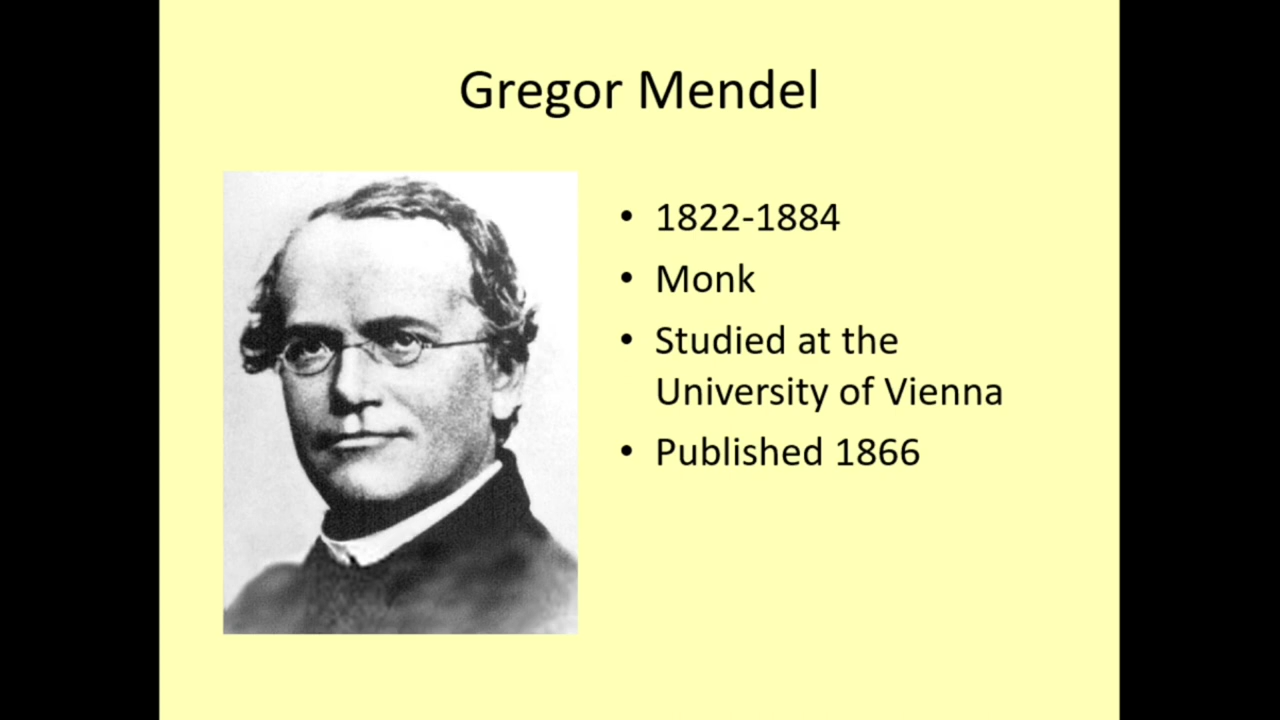 Gregor Mendel
• 1822-1884
• Monk
• Studied at the
University of Vienna
• Published 1866